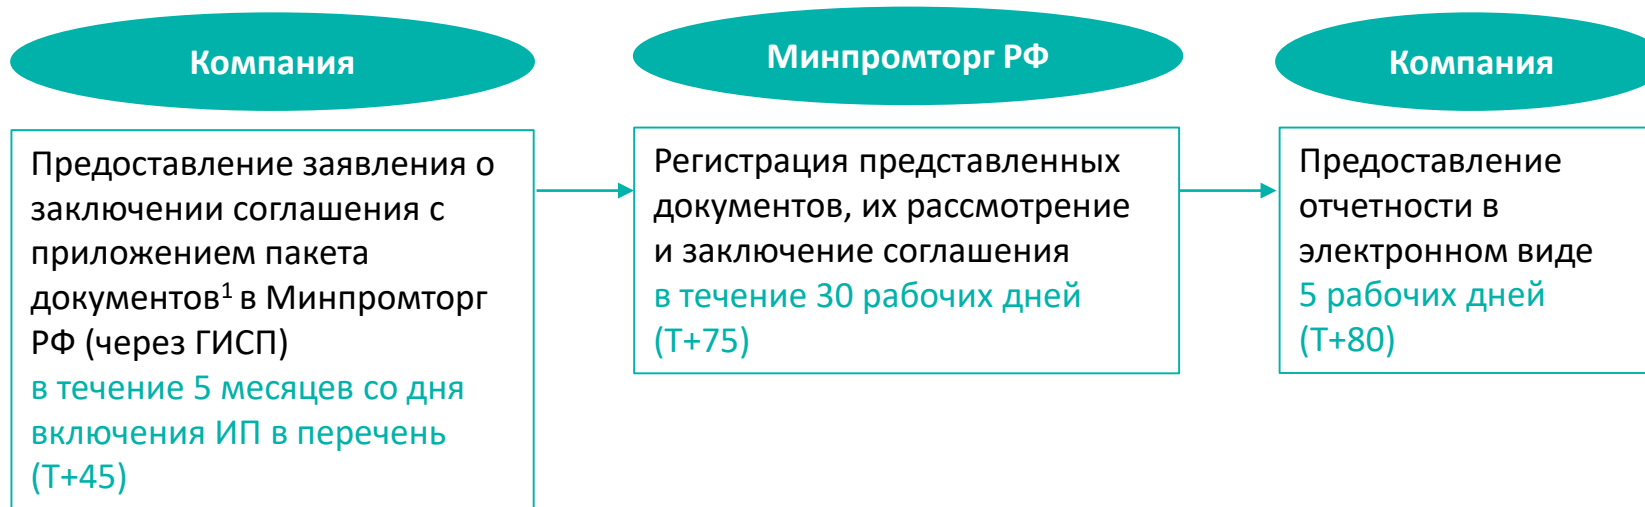 Компания
Предоставление заявления о
заключении соглашения с
приложением пакета
документов¹ в Минпромторг
РФ (через ГИСП)
в течение 5 месяцев со дня
включения ИП в перечень
(Т+45)
Минпромторг РФ
Регистрация представленных
документов, их рассмотрение
и заключение соглашения
в течение 30 рабочих дней
(Т+75)
Компания
Предоставление
отчетности в
электронном виде
5 рабочих дней
(Т+80)